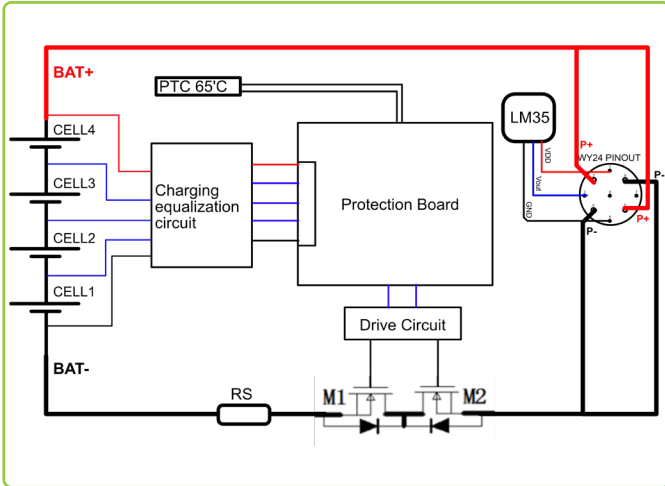 BAT+
PTC 65'C
LM35
CELL4
VDD
Vout
GND
P+
WY24 PINOUT
P-
CELL3
Charging
equalization
circuit
Protection Board
P+
P-
CELL2
CELL1
Drive Circuit
BAT-
RS
M1
M2